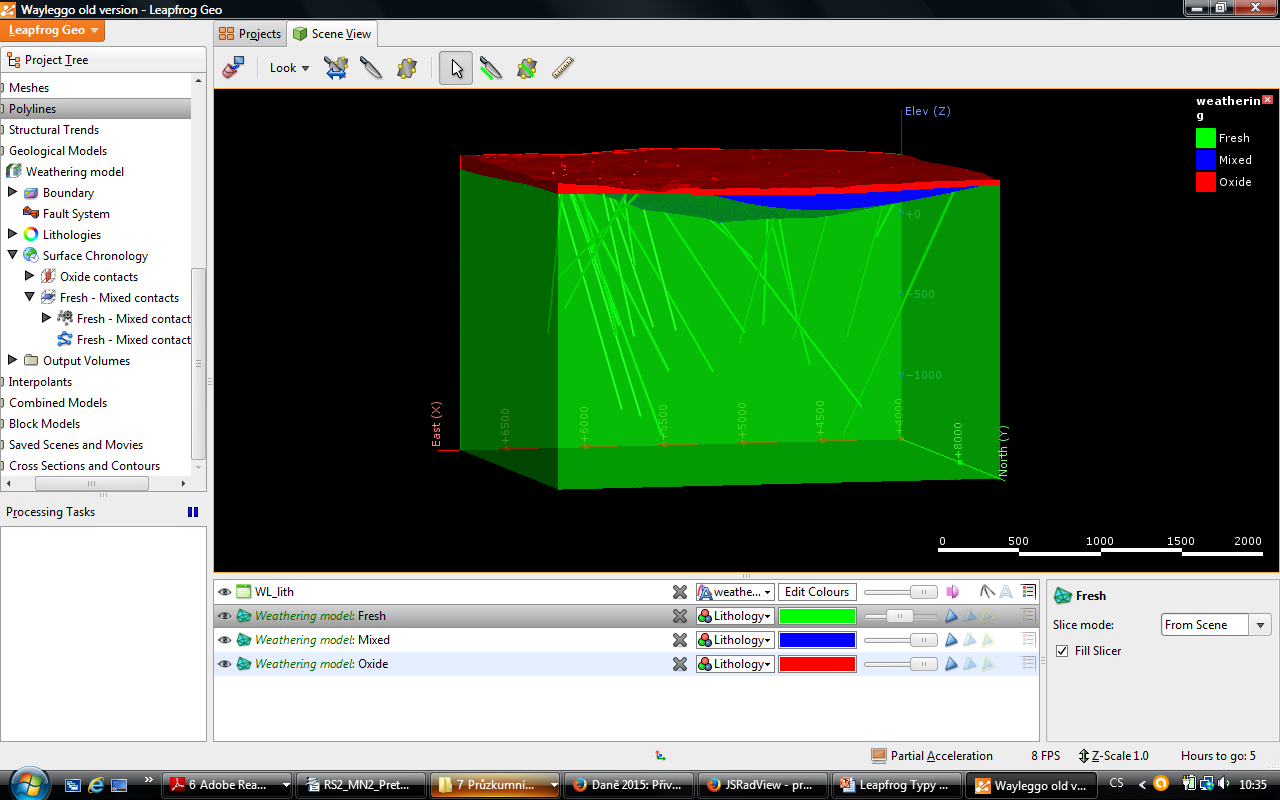 Wayleggo old version - Leapfrog Geo
Leapfrog Geo
Projects
Scene View
Project Tree
Look
Meshes
Polylines
Structural Trends
Geological Models
Weathering model
Boundary
Fault System
Lithologies
Surface Chronology
Oxide contacts
Fresh - Mixed contacts
Fresh - Mixed contact
Fresh - Mixed contact
Output Volumes
Interpolants
Combined Models
Block Models
Saved Scenes and Movies
Cross Sections and Contours
Processing Tasks
Elev (Z)
+0
−500
−1000
East (X)
+6500
+6000
+5500
+5000
+4500
+4000
+8000
North (Y)
weatherin
g
Fresh
Mixed
Oxide
0 500 1000 1500 2000
WL_lith
weathe...
Edit Colours
Weathering model: Fresh
Lithology
Weathering model: Mixed
Lithology
Weathering model: Oxide
Lithology
Fresh
Slice mode:
From Scene
Fill Slicer
Partial Acceleration
8 FPS
Z-Scale 1.0
Hours to go: 5
6 Adobe Rea...
RS2_MN2_Pret...
7 Průzkumní...
Daně 2015: Přív...
JSRadView - pr...
Leapfrog Typy ...
Wayleggo old v...
CS
10:35